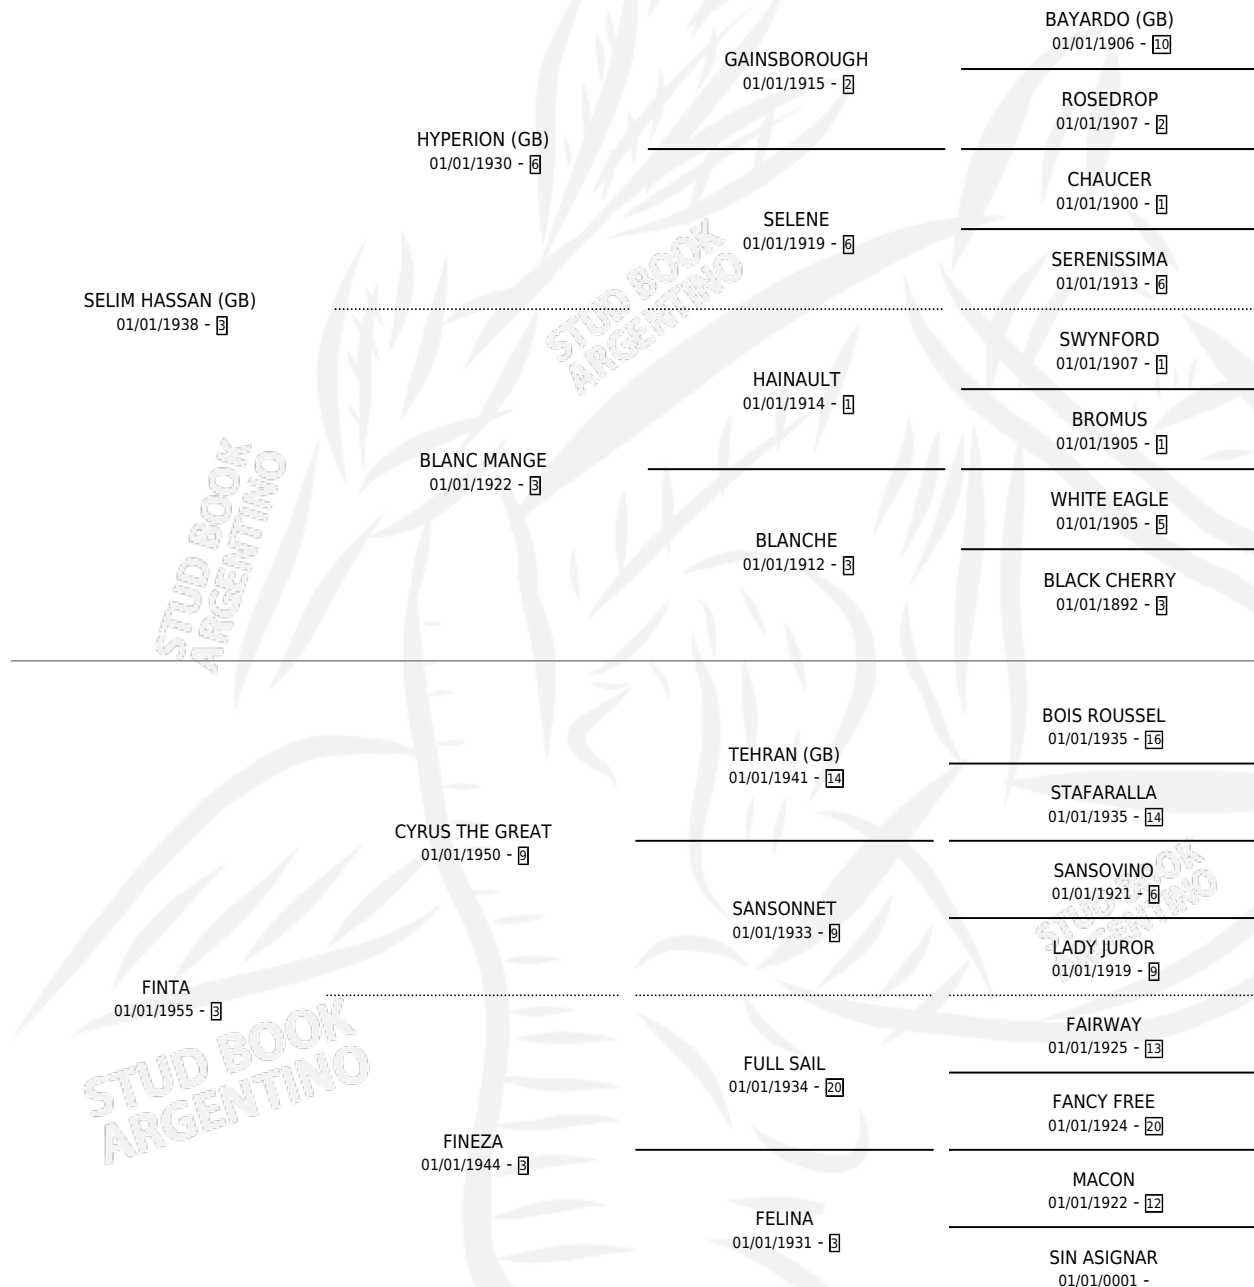 BAYARDO (GB)
01/01/1906 - 10
GAINSBOROUGH
01/01/1915 - 2
ROSEDROP
01/01/1907 - 2
HYPERION (GB)
01/01/1930 - 6
CHAUCER
01/01/1900 - 1
SELENE
01/01/1919 - 6
SERENISSIMA
01/01/1913 - 6
SELIM HASSAN (GB)
01/01/1938 - 3
SWYNFORD
01/01/1907 - 1
HAINAULT
01/01/1914 - 1
BROMUS
01/01/1905 - 1
BLANC MANGE
01/01/1922 - 3
WHITE EAGLE
01/01/1905 - 5
BLANCHE
01/01/1912 - 3
BLACK CHERRY
01/01/1892 - 3
BOIS ROUSSEL
01/01/1935 - 16
TEHRAN (GB)
01/01/1941 - 14
STAFARALLA
01/01/1935 - 14
CYRUS THE GREAT
01/01/1950 - 9
SANSOVINO
01/01/1921 - 6
SANSONNET
01/01/1933 - 9
LADY JUROR
01/01/1919 - 9
FINTA
01/01/1955 - 3
FAIRWAY
01/01/1925 - 13
FULL SAIL
01/01/1934 - 20
FANCY FREE
01/01/1924 - 20
FINEZA
01/01/1944 - 3
MACON
01/01/1922 - 12
FELINA
01/01/1931 - 3
SIN ASIGNAR
01/01/0001 -
STUD BOOK
ARGENTINO
STUD BOOK
ARGENTINO
STUD BOOK
ARGENTINO
STUD BOOK
ARGENTINO